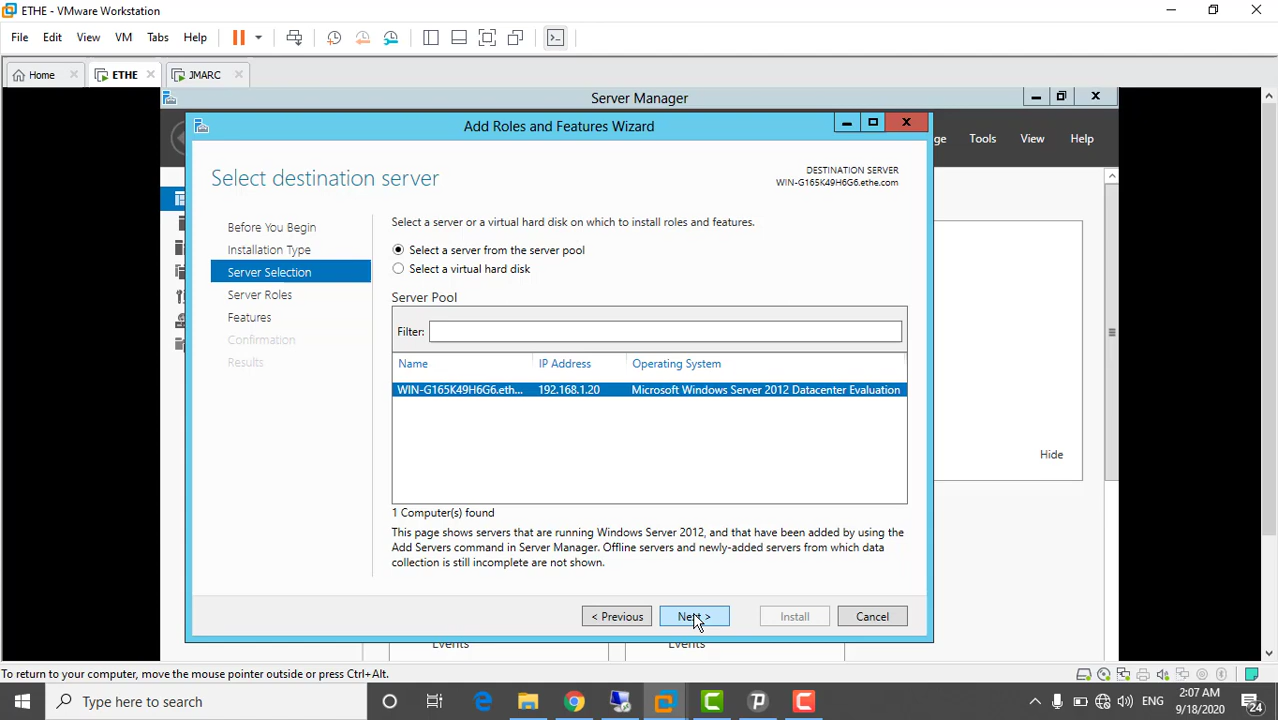 ETHE - VMware Workstation
File Edit View VM Tabs Help
Home ETHE JMARC
Server Manager
Add Roles and Features Wizard
ge Tools View Help
Select destination server
DESTINATION SERVER
WIN-G165K49H6G6.ethe.com
Before You Begin
Installation Type
Server Selection
Server Roles
Features
Confirmation
Results
Select a server or a virtual hard disk on which to install roles and features.
Select a server from the server pool
Select a virtual hard disk
Server Pool
Filter:
Name IP Address Operating System
WIN-G165K49H6G6.eth... 192.168.1.20 Microsoft Windows Server 2012 Datacenter Evaluation
1 Computer(s) found
This page shows servers that are running Windows Server 2012, and that have been added by using the
Add Servers command in Server Manager. Offline servers and newly-added servers from which data
collection is still incomplete are not shown.
Hide
< Previous Next > Install Cancel
Events Events
To return to your computer, move the mouse pointer outside or press Ctrl+Alt.
Type here to search
ENG
2:07 AM
9/18/2020
24